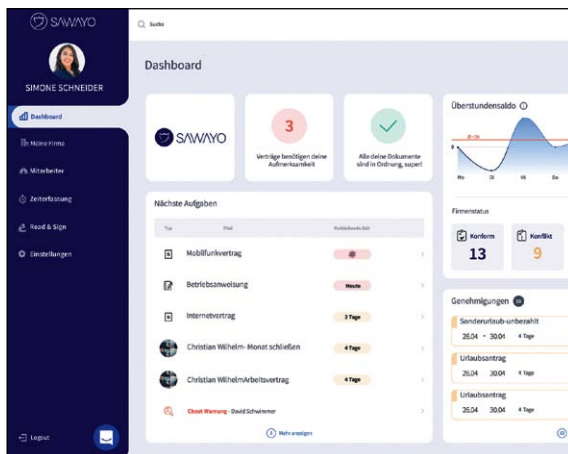 SAWAYO
SIMONE SCHNEIDER
Dashboard
Meine Firma
Mitarbeiter
Zeiterfassung
Read & Sign
Einstellungen
Logout
Suche
Dashboard
SAWAYO
3
Verträge benötigen deine
Aufmerksamkeit
Alle deine Dokumente
sind in Ordnung, super!
Nächste Aufgaben
Typ Titel
Mobilfunkvertrag
Betriebsanweisung Heute
Internetvertrag 2 Tage
Christian Wilhelm- Monat schließen 4 Tage
Christian WilhelmArbeitsvertrag 4 Tage
Cheat Warnung - David Schwimmer
Mehr anzeigen
Überstundensaldo
0
Mo Di Mi Do
Firmenstatus
Konform Konflikt
13 9
Genehmigungen
Sonderurlaub-unbezahlt
26.04 - 30.04 4 Tage
Urlaubsantrag
26.04 30.04 4 Tage
Urlaubsantrag
26.04 30.04 4 Tage